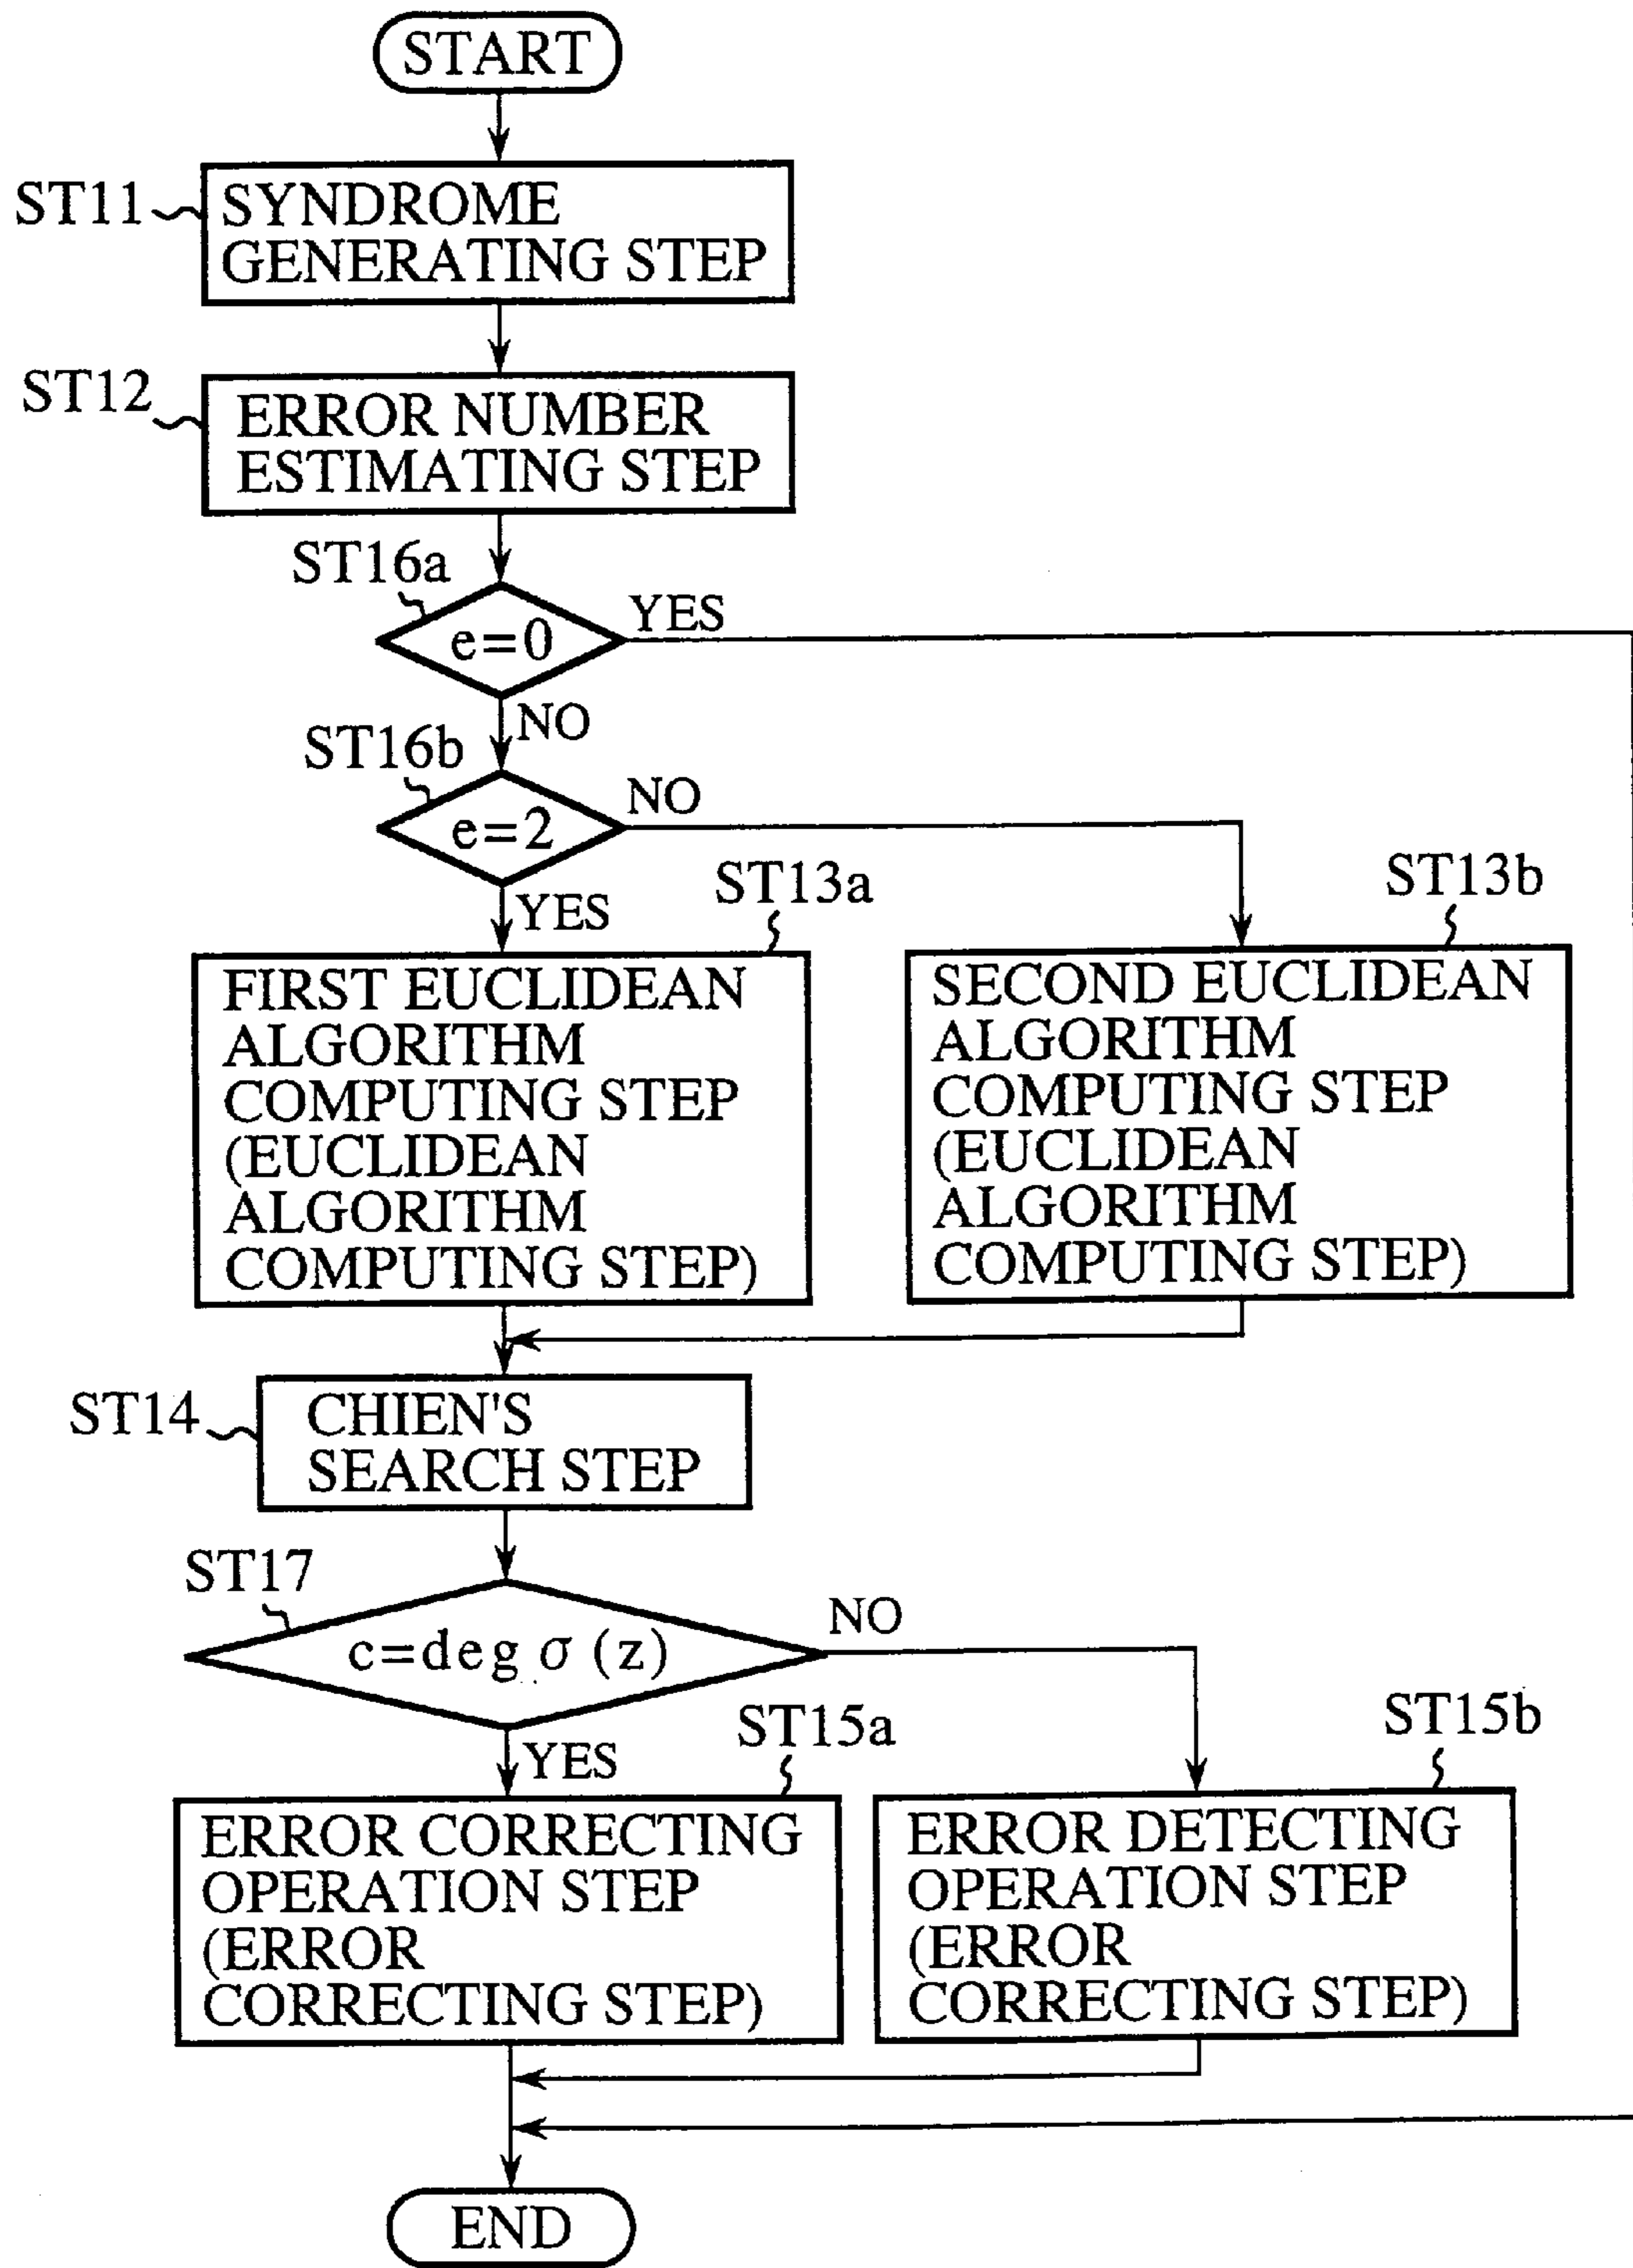 START
ST11
SYNDROME
GENERATING STEP
ST12
ERROR NUMBER
ESTIMATING STEP
ST16a
e=0
YES
NO
ST16b
e=2
NO
YES
ST13a
FIRST EUCLIDEAN
ALGORITHM
COMPUTING STEP
(EUCLIDEAN
ALGORITHM
COMPUTING STEP)
ST13b
SECOND EUCLIDEAN
ALGORITHM
COMPUTING STEP
(EUCLIDEAN
ALGORITHM
COMPUTING STEP)
ST14
CHIEN'S
SEARCH STEP
ST17
c=deg σ (z)
NO
YES
ST15a
ERROR CORRECTING
OPERATION STEP
(ERROR
CORRECTING STEP)
ST15b
ERROR DETECTING
OPERATION STEP
(ERROR
CORRECTING STEP)
END